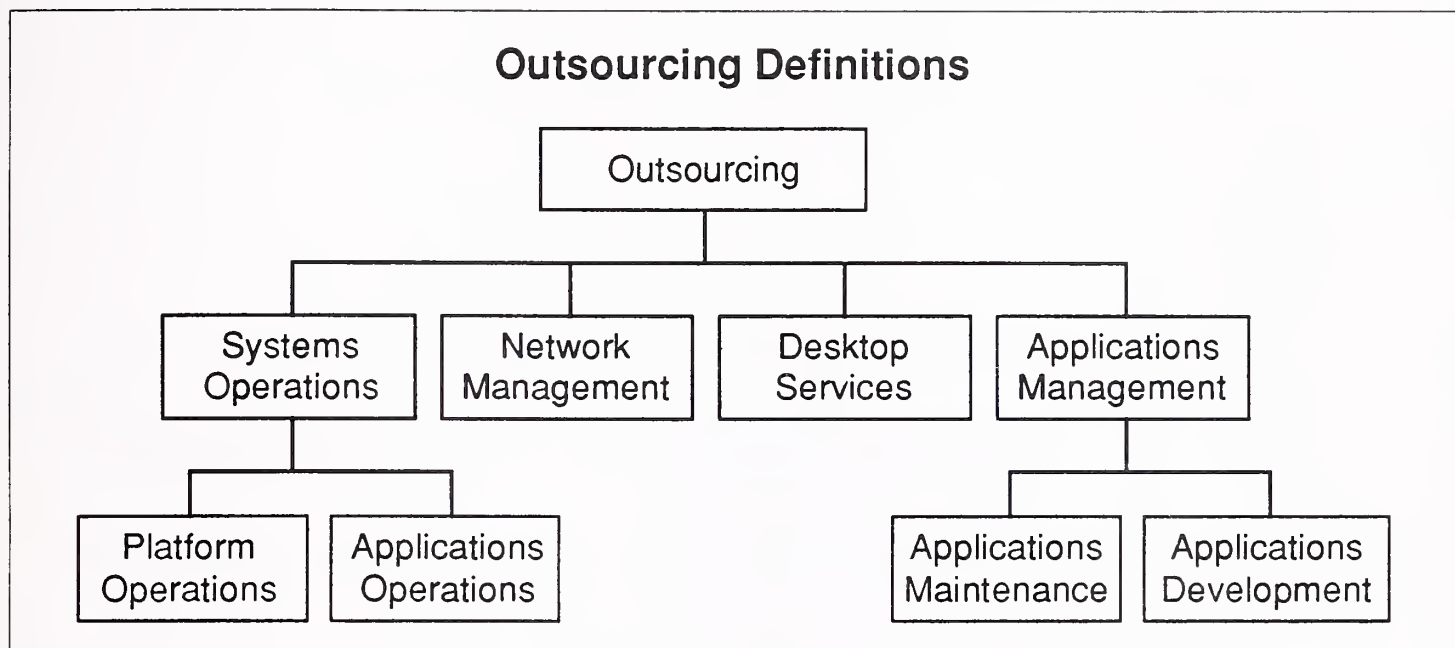 Outsourcing Definitions
Outsourcing
Systems
Operations
Network
Management
Desktop
Services
Applications
Management
Platform
Operations
Applications
Operations
Applications
Maintenance
Applications
Development